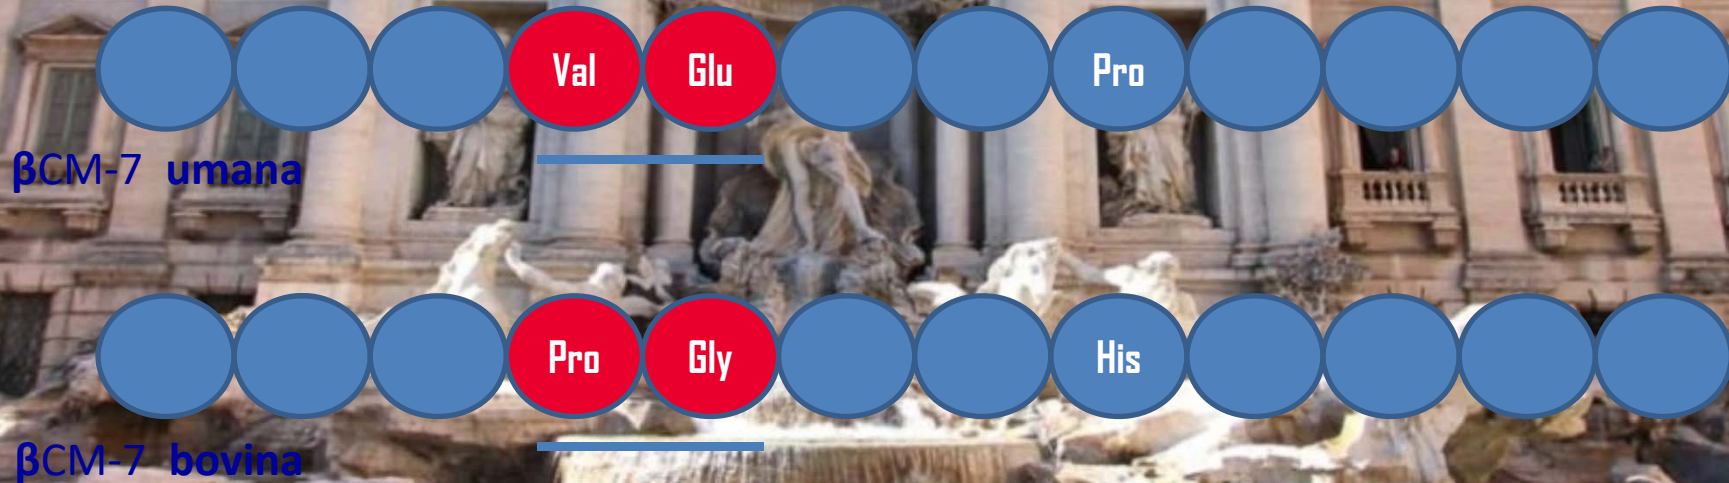 Val Glu Pro
βCM-7 umana
Pro Gly His
βCM-7 bovina